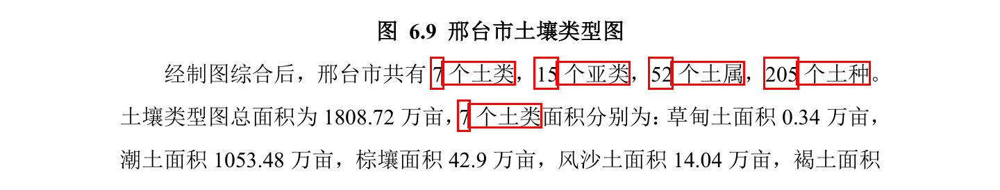 图 6.9 邢台市土壤类型图
经制图综合后，邢台市共有 7 个土类，15 个亚类，52 个土属，205 个土种。
土壤类型图总面积为 1808.72 万亩，7 个土类面积分别为：草甸土面积 0.34 万亩，
潮土面积 1053.48 万亩，棕壤面积 42.9 万亩，风沙土面积 14.04 万亩，褐土面积